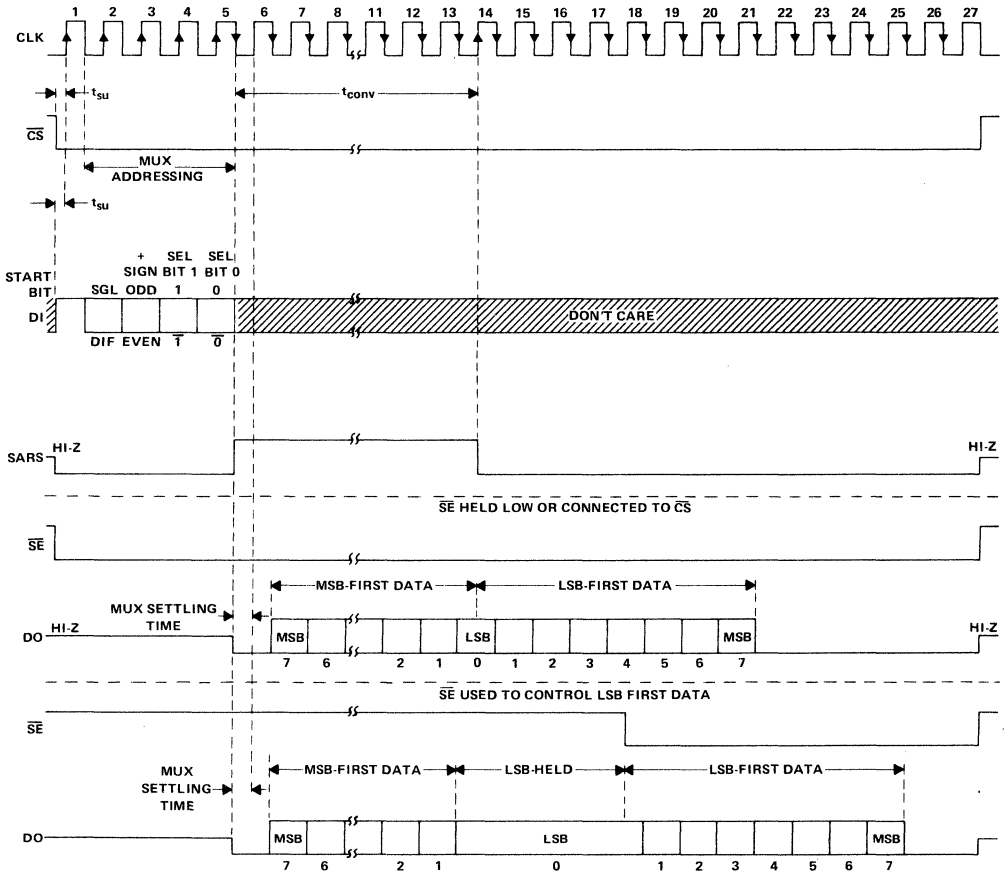 1 2 3 4 5 6 7 8 11 12 13 14 15 16 17 18 19 20 21 22 23 24 25 26 27
CLK
tsu
tconv
C̅S̅
MUX
ADDRESSING
tsu
+ SEL SEL
SIGN BIT 1 BIT 0
START
BIT
SGL ODD 1 0
DI
DON'T CARE
DIF EVEN 1̅ 0̅
HI-Z
HI-Z
SARS
S̅E̅ HELD LOW OR CONNECTED TO C̅S̅
S̅E̅
MSB-FIRST DATA
LSB-FIRST DATA
MUX SETTLING
TIME
HI-Z
HI-Z
DO
MSB LSB MSB
7 6 2 1 0 1 2 3 4 5 6 7
S̅E̅ USED TO CONTROL LSB FIRST DATA
S̅E̅
MUX
SETTLING
TIME
MSB-FIRST DATA
LSB-HELD
LSB-FIRST DATA
DO
MSB LSB MSB
7 6 2 1 0 1 2 3 4 5 6 7